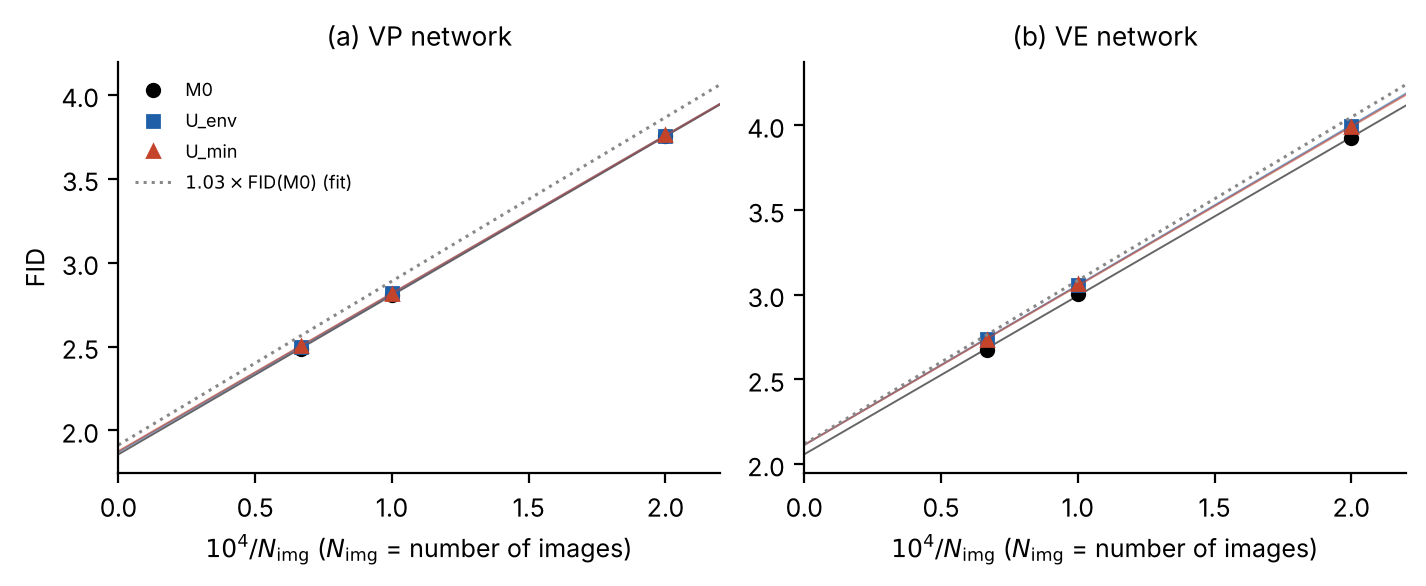 (a) VP network
FID
4.0
3.5
3.0
2.5
2.0
M0
U_env
U_min
1.03 × FID(M0) (fit)
0.0 0.5 1.0 1.5 2.0
10⁴/N_img (N_img = number of images)
(b) VE network
4.0
3.5
3.0
2.5
2.0
0.0 0.5 1.0 1.5 2.0
10⁴/N_img (N_img = number of images)